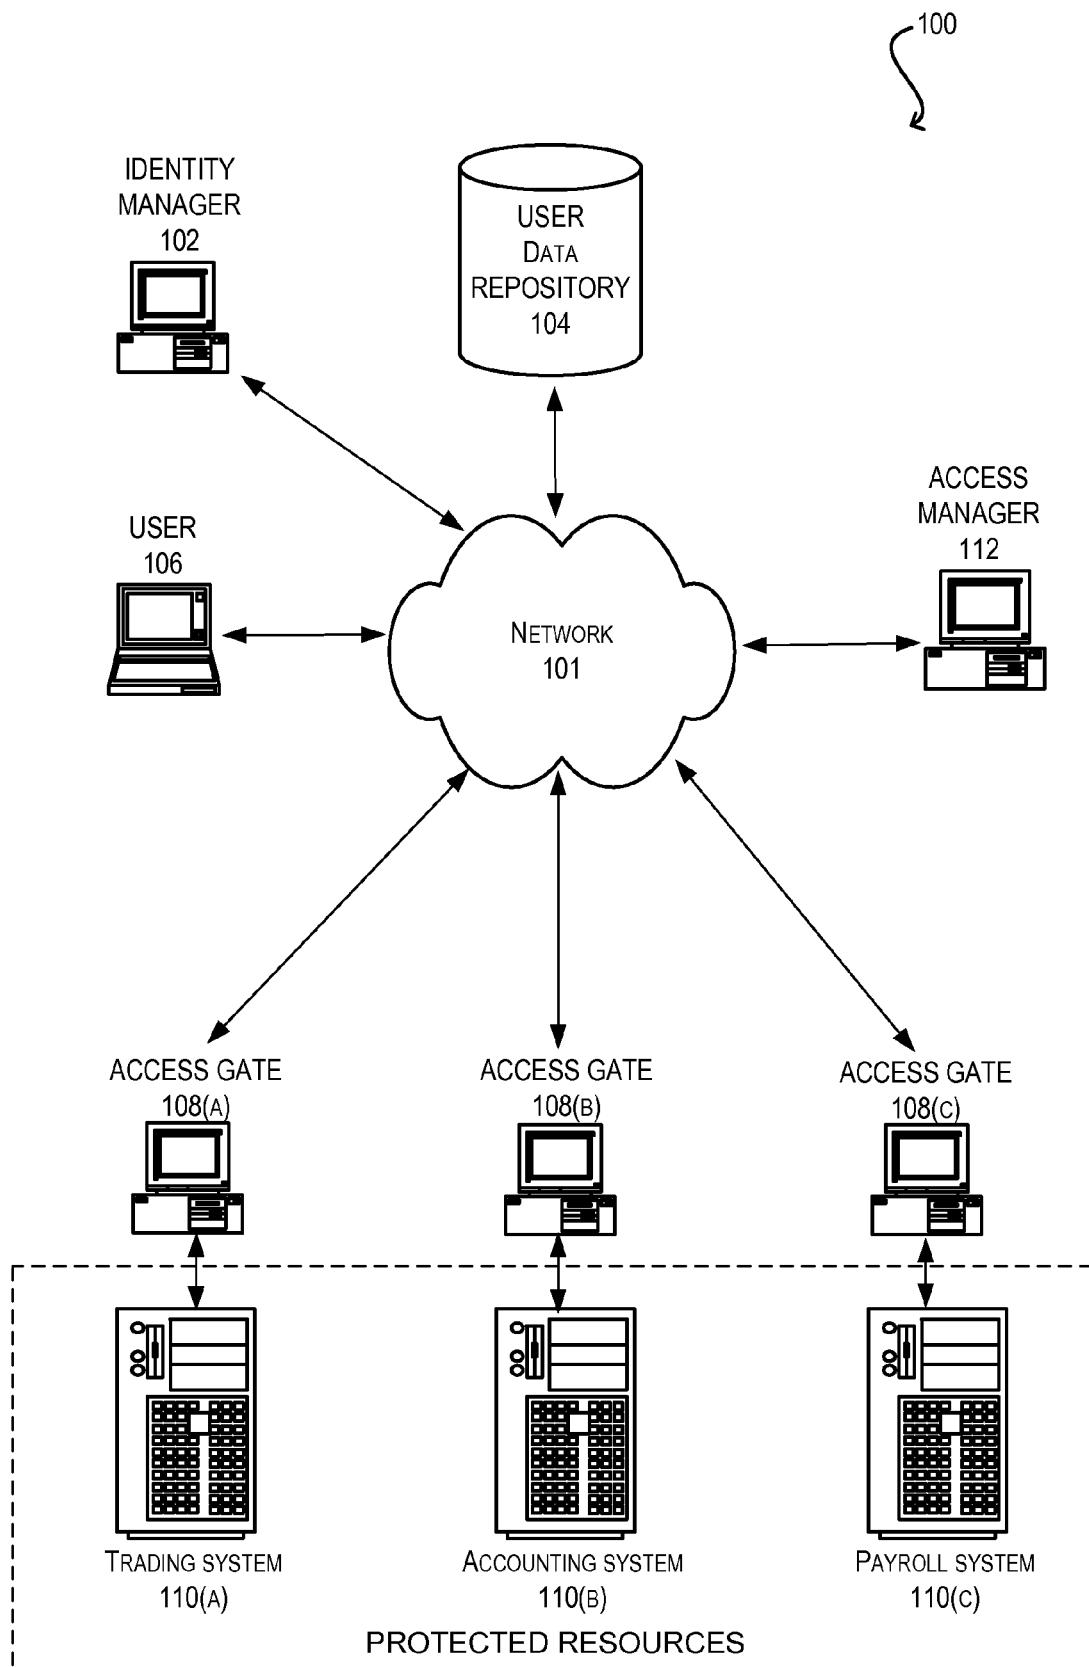 100
IDENTITY
MANAGER
102
USER
DATA
REPOSITORY
104
ACCESS
MANAGER
112
USER
106
NETWORK
101
ACCESS GATE
108(A)
ACCESS GATE
108(B)
ACCESS GATE
108(C)
TRADING SYSTEM
110(A)
ACCOUNTING SYSTEM
110(B)
PAYROLL SYSTEM
110(C)
PROTECTED RESOURCES